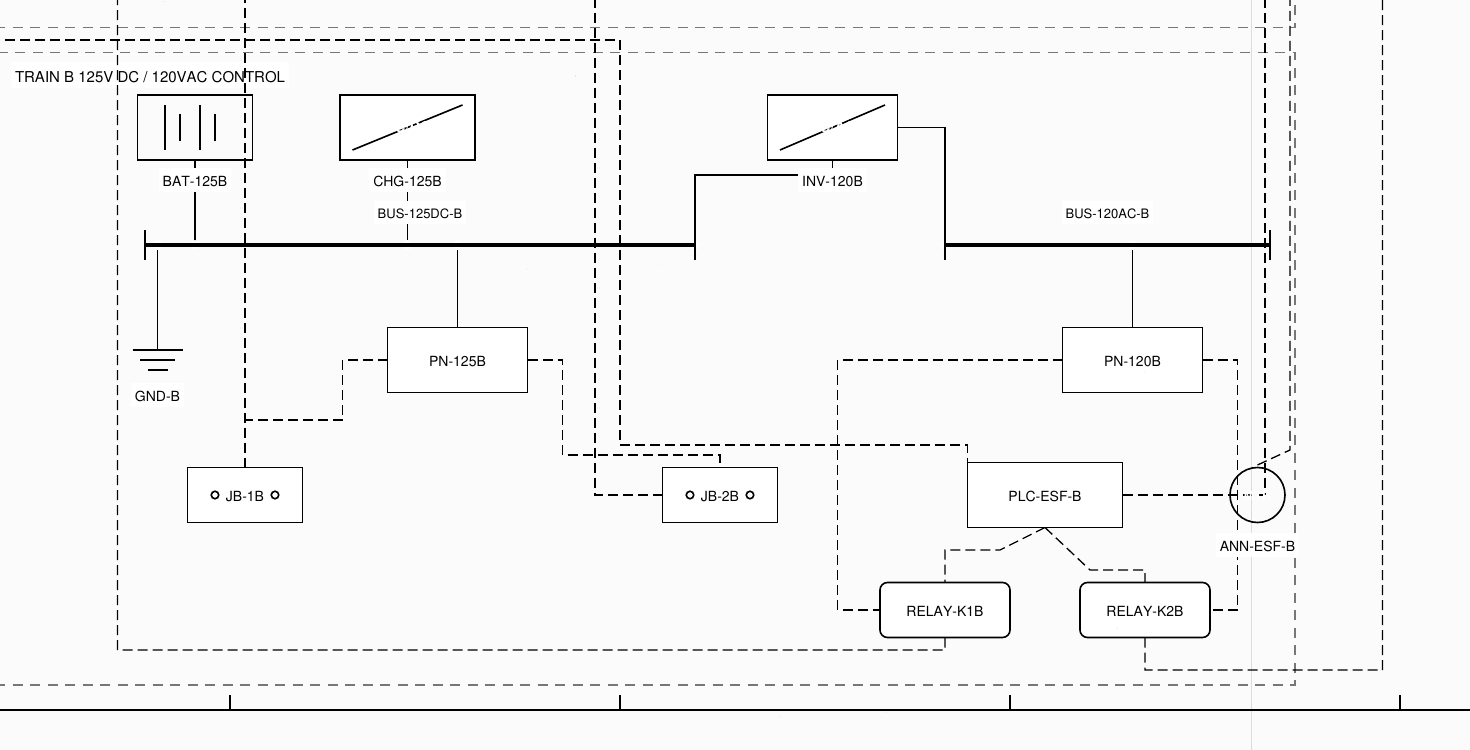 TRAIN B 125V DC / 120VAC CONTROL
BAT-125B
CHG-125B
INV-120B
BUS-125DC-B
BUS-120AC-B
PN-125B
PN-120B
GND-B
JB-1B
JB-2B
PLC-ESF-B
ANN-ESF-B
RELAY-K1B
RELAY-K2B